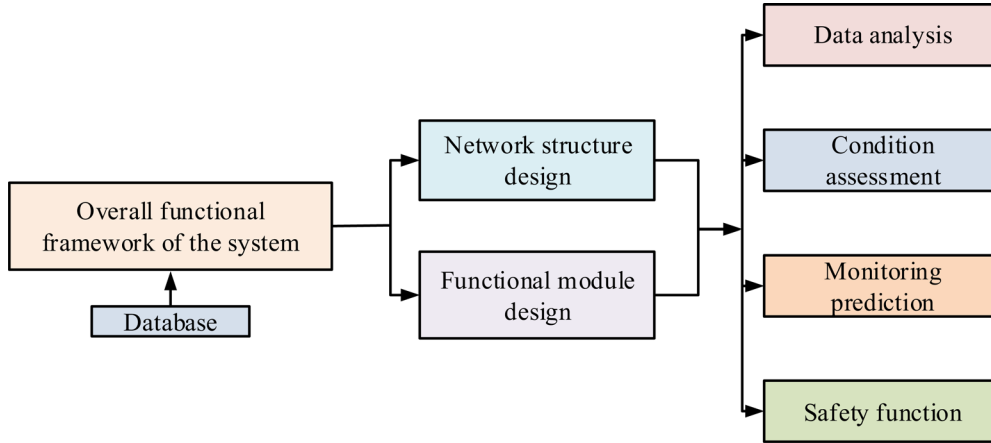 Overall functional
framework of the system
Database
Network structure
design
Functional module
design
Data analysis
Condition
assessment
Monitoring
prediction
Safety function